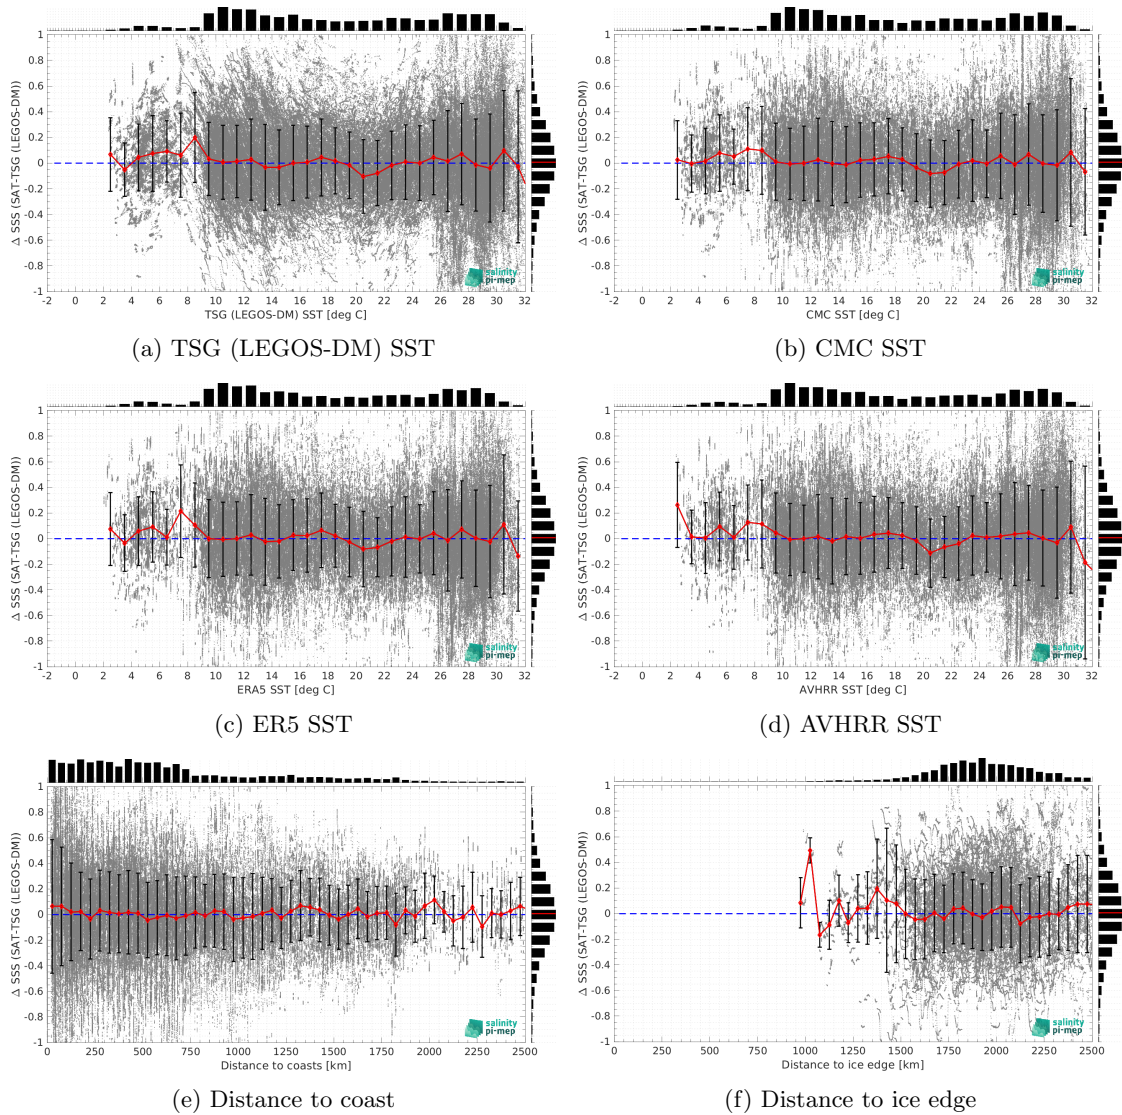 1
0.8
0.6
0.4
0.2
0
-0.2
-0.4
-0.6
-0.8
-1
Δ SSS (SAT-TSG (LEGOS-DM))
salinity
pi-mep
-2 0 2 4 6 8 10 12 14 16 18 20 22 24 26 28 30 32
TSG (LEGOS-DM) SST [deg C]
(a) TSG (LEGOS-DM) SST
1
0.8
0.6
0.4
0.2
0
-0.2
-0.4
-0.6
-0.8
-1
Δ SSS (SAT-TSG (LEGOS-DM))
salinity
pi-mep
-2 0 2 4 6 8 10 12 14 16 18 20 22 24 26 28 30 32
CMC SST [deg C]
(b) CMC SST
1
0.8
0.6
0.4
0.2
0
-0.2
-0.4
-0.6
-0.8
-1
Δ SSS (SAT-TSG (LEGOS-DM))
salinity
pi-mep
-2 0 2 4 6 8 10 12 14 16 18 20 22 24 26 28 30 32
ERA5 SST [deg C]
(c) ER5 SST
1
0.8
0.6
0.4
0.2
0
-0.2
-0.4
-0.6
-0.8
-1
Δ SSS (SAT-TSG (LEGOS-DM))
salinity
pi-mep
-2 0 2 4 6 8 10 12 14 16 18 20 22 24 26 28 30 32
AVHRR SST [deg C]
(d) AVHRR SST
1
0.8
0.6
0.4
0.2
0
-0.2
-0.4
-0.6
-0.8
-1
Δ SSS (SAT-TSG (LEGOS-DM))
salinity
pi-mep
0 250 500 750 1000 1250 1500 1750 2000 2250 2500
Distance to coasts [km]
(e) Distance to coast
1
0.8
0.6
0.4
0.2
0
-0.2
-0.4
-0.6
-0.8
-1
Δ SSS (SAT-TSG (LEGOS-DM))
salinity
pi-mep
0 250 500 750 1000 1250 1500 1750 2000 2250 2500
Distance to ice edge [km]
(f) Distance to ice edge